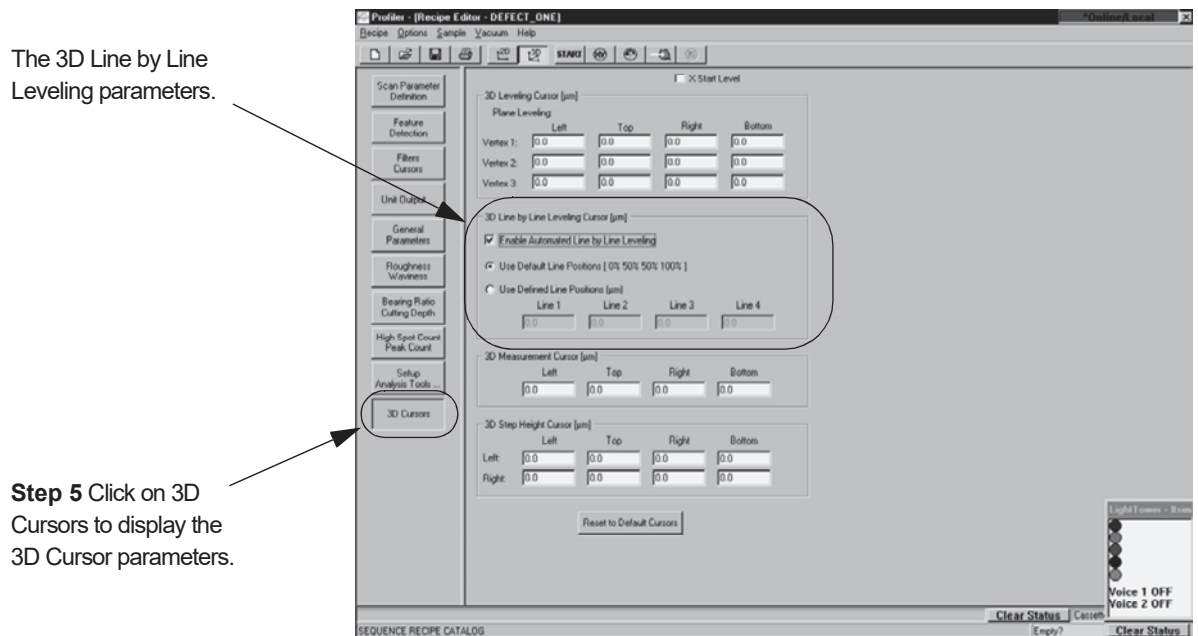 The 3D Line by Line
Leveling parameters.
Step 5 Click on 3D
Cursors to display the
3D Cursor parameters.
Profiler - [Recipe Editor - DEFECT_ONE]
*Online/Local
Recipe Options Sample Vacuum Help
2D 3D START
Scan Parameter
Definition
Feature
Detection
Filters
Cursors
Unit Output
General
Parameters
Roughness
Waviness
Bearing Ratio
Cutting Depth
High Spot Count
Peak Count
Setup
Analysis Tools ...
3D Cursors
X Start Level
3D Leveling Cursor [µm]
Plane Leveling:
Left Top Right Bottom
Vertex 1: 0.0 0.0 0.0 0.0
Vertex 2: 0.0 0.0 0.0 0.0
Vertex 3: 0.0 0.0 0.0 0.0
3D Line by Line Leveling Cursor [µm]
Enable Automated Line by Line Leveling
Use Default Line Positions [ 0% 50% 50% 100% ]
Use Defined Line Positions [µm]
Line 1 Line 2 Line 3 Line 4
0.0 0.0 0.0 0.0
3D Measurement Cursor [µm]
Left Top Right Bottom
0.0 0.0 0.0 0.0
3D Step Height Cursor [µm]
Left Top Right Bottom
Left: 0.0 0.0 0.0 0.0
Right: 0.0 0.0 0.0 0.0
Reset to Default Cursors
LightTower -
Voice 1 OFF
Voice 2 OFF
Clear Status
SEQUENCE RECIPE CATALOG
Empty?
Clear Status